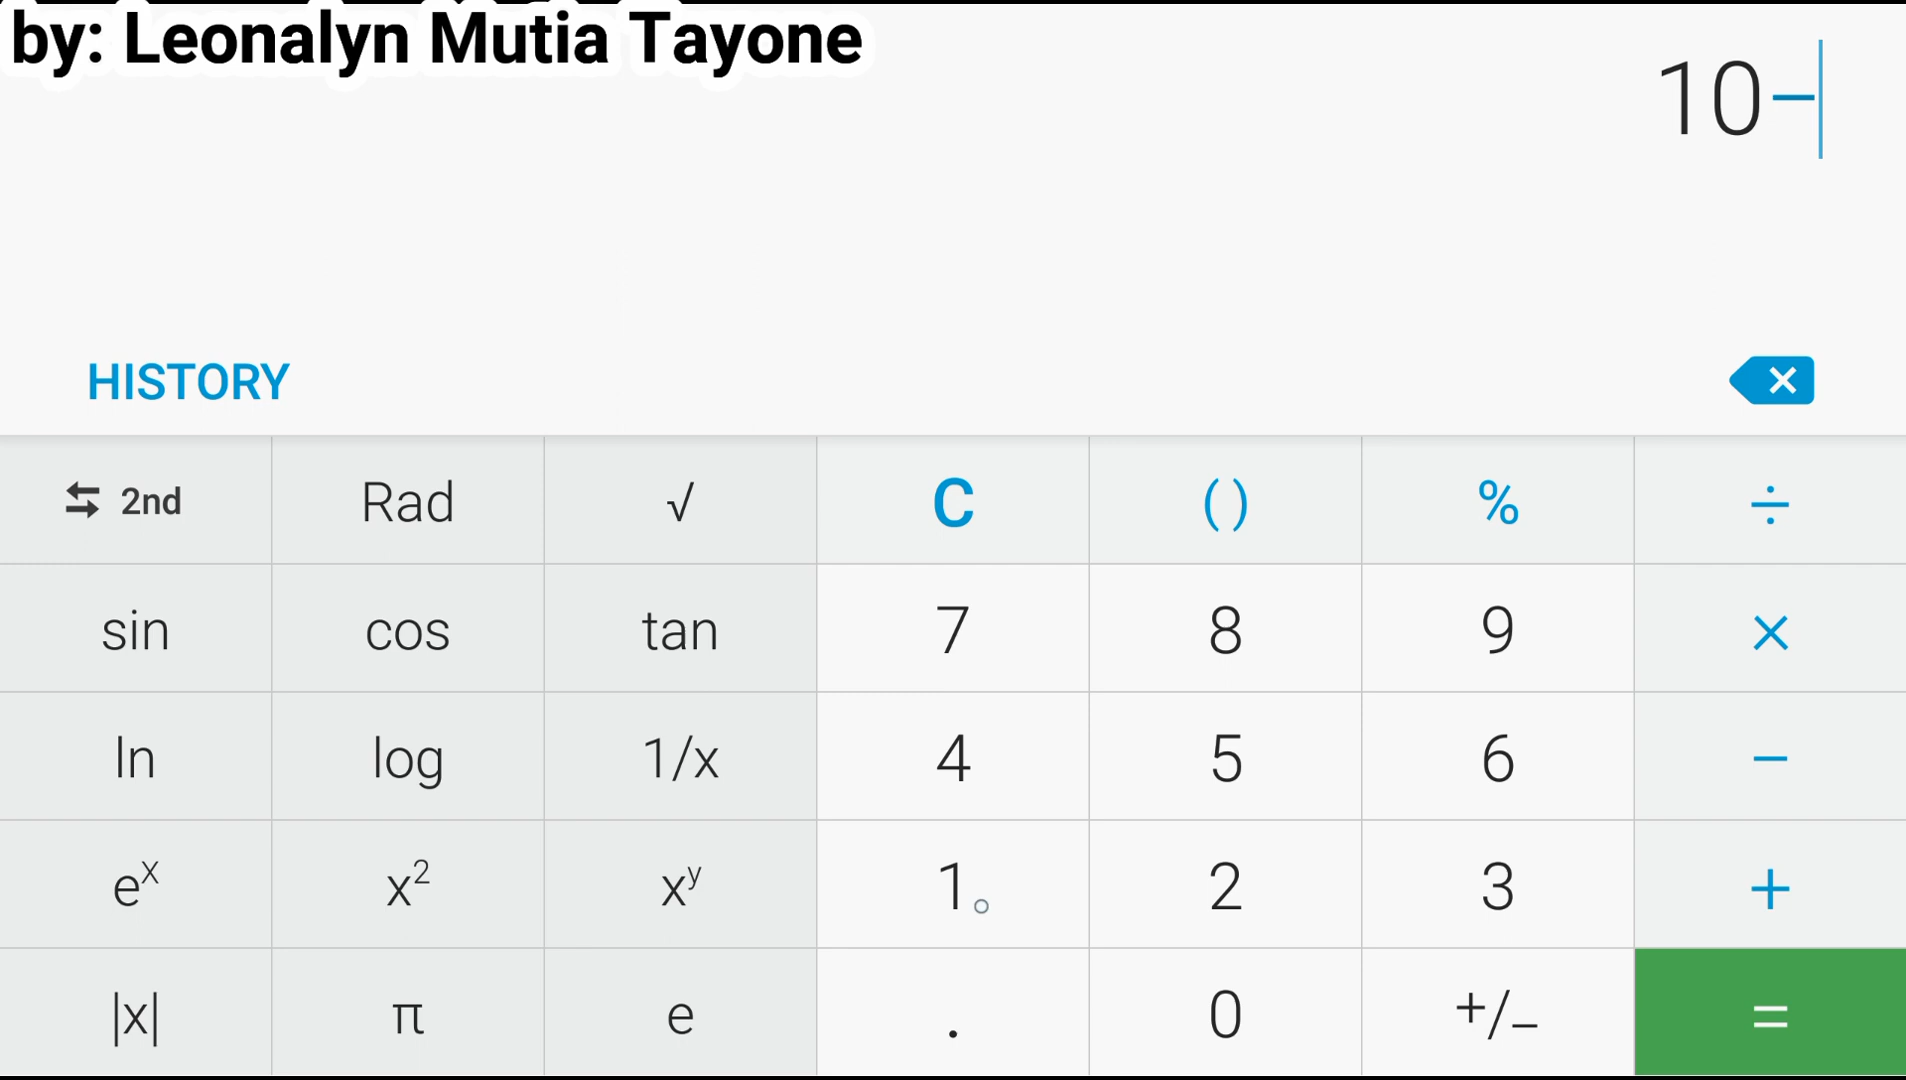 by: Leonalyn Mutia Tayone
10−
HISTORY
2nd Rad √ C ( ) % ÷
sin cos tan 7 8 9 ×
ln log 1/x 4 5 6 −
eˣ x² xʸ 1 2 3 +
|x| π e . 0 +/− =